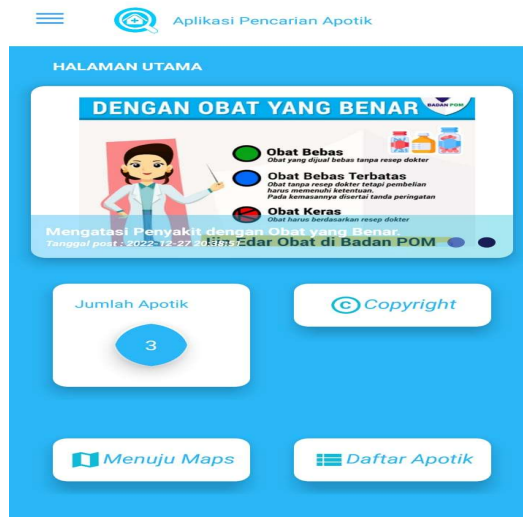 Aplikasi Pencarian Apotik
HALAMAN UTAMA
DENGAN OBAT YANG BENAR
BADAN POM
Obat Bebas
Obat yang dijual bebas tanpa resep dokter
Obat Bebas Terbatas
Obat tanpa resep dokter tetapi pembelian
harus memenuhi ketentuan.
Pada kemasannya disertai tanda peringatan
Obat Keras
Obat harus berdasarkan resep dokter
Mengatasi Penyakit dengan Obat yang Benar.
Tanggal post : 2022-12-27 20:38:51
Edar Obat di Badan POM
Jumlah Apotik
© Copyright
3
Menuju Maps
Daftar Apotik